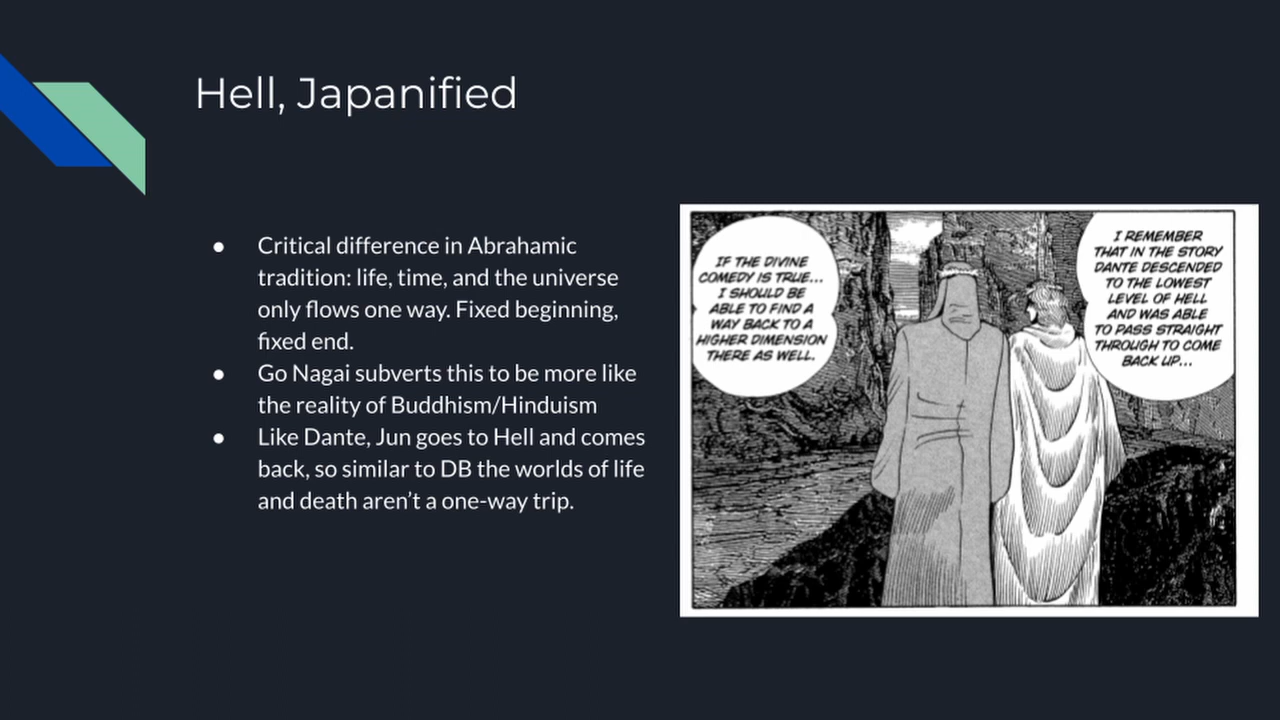 Hell, Japanified
● Critical difference in Abrahamic
tradition: life, time, and the universe
only flows one way. Fixed beginning,
fixed end.
● Go Nagai subverts this to be more like
the reality of Buddhism/Hinduism
● Like Dante, Jun goes to Hell and comes
back, so similar to DB the worlds of life
and death aren’t a one-way trip.
IF THE DIVINE
COMEDY IS TRUE...
I SHOULD BE
ABLE TO FIND A
WAY BACK TO A
HIGHER DIMENSION
THERE AS WELL.
I REMEMBER
THAT IN THE STORY
DANTE DESCENDED
TO THE LOWEST
LEVEL OF HELL
AND WAS ABLE
TO PASS STRAIGHT
THROUGH TO COME
BACK UP...